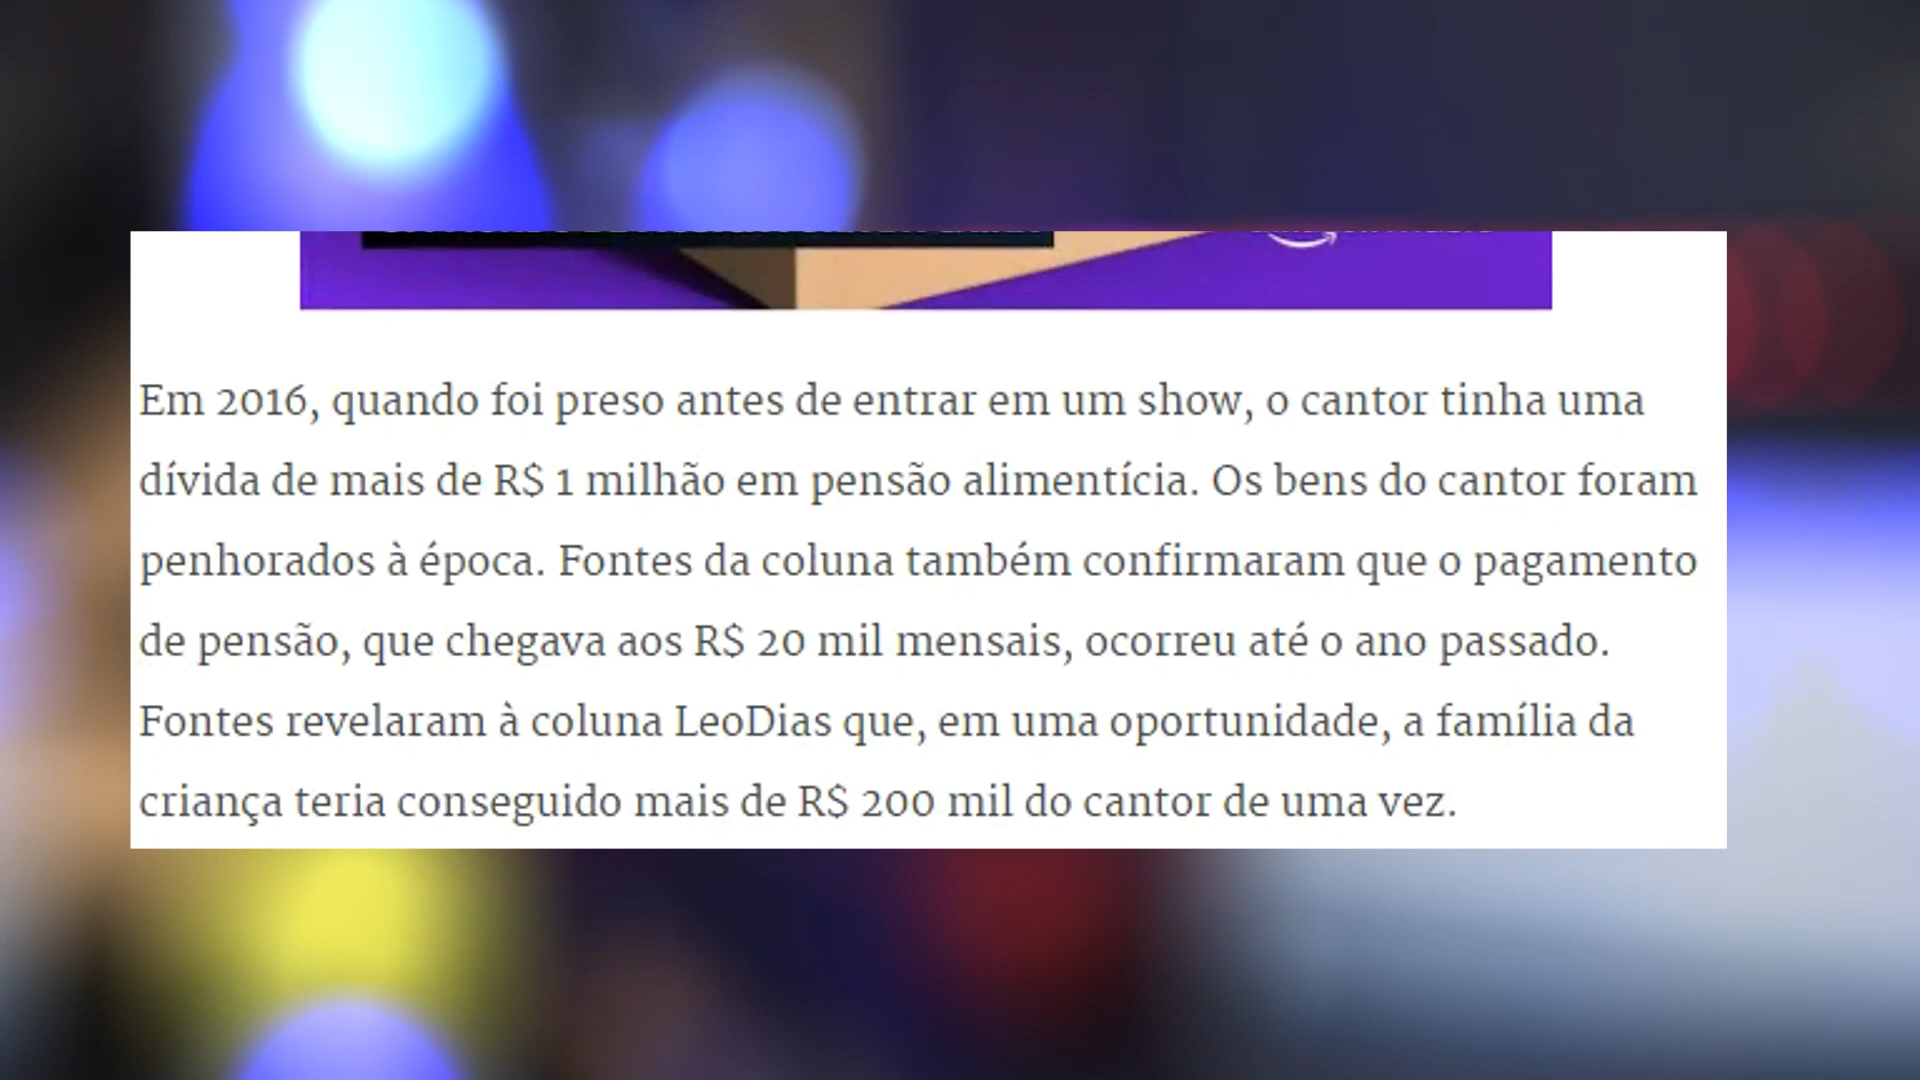 Em 2016, quando foi preso antes de entrar em um show, o cantor tinha uma
dívida de mais de R$ 1 milhão em pensão alimentícia. Os bens do cantor foram
penhorados à época. Fontes da coluna também confirmaram que o pagamento
de pensão, que chegava aos R$ 20 mil mensais, ocorreu até o ano passado.
Fontes revelaram à coluna LeoDias que, em uma oportunidade, a família da
criança teria conseguido mais de R$ 200 mil do cantor de uma vez.